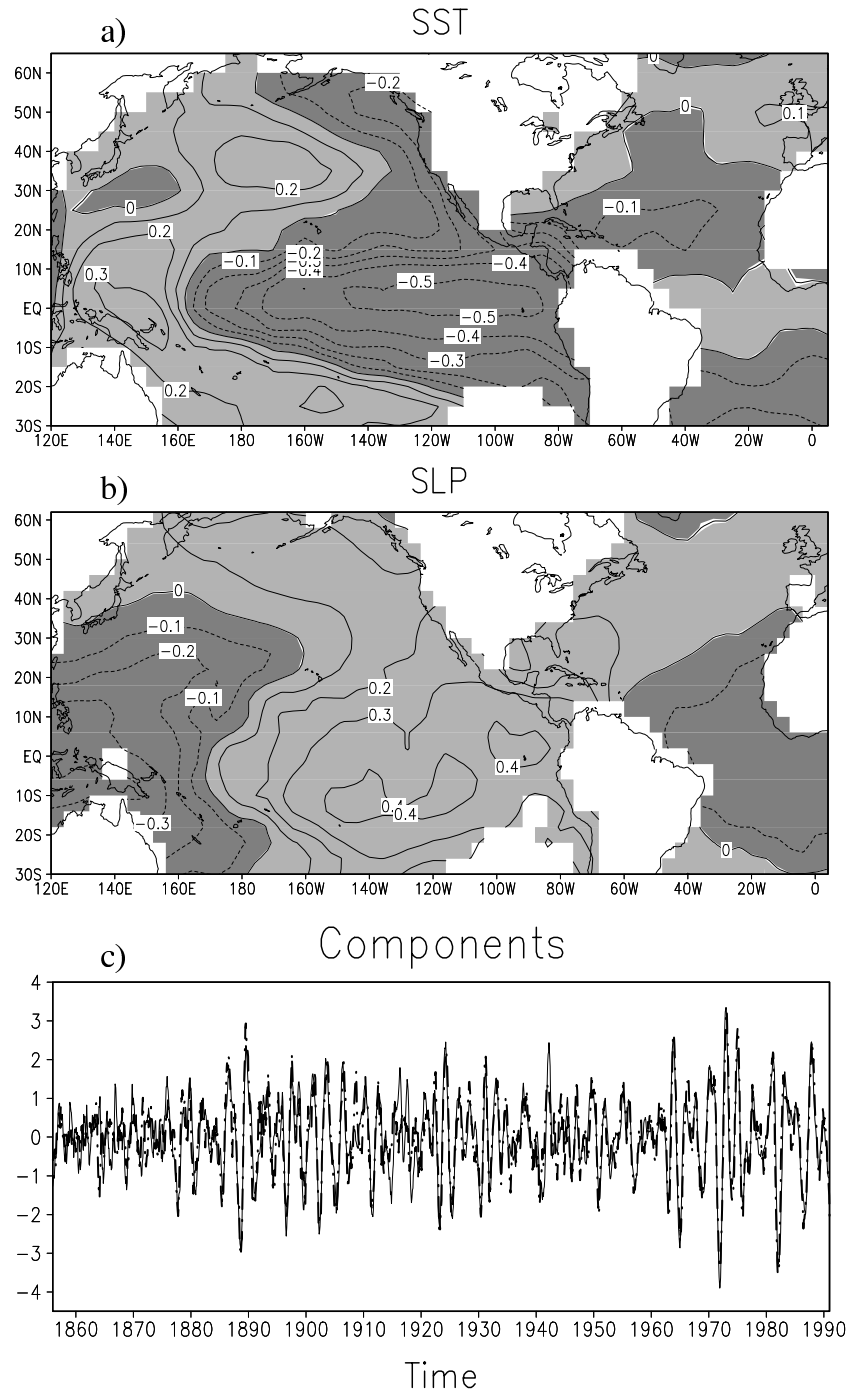 a) SST
0
60N −0.2
50N 0 0.1
40N
30N 0.2
0 −0.1
20N 0.2
−0.1 −0.2 −0.4
10N 0.3 −0.4
−0.5
EQ −0.5
−0.4
10S −0.3
20S 0.2
30S
120E 140E 160E 180 160W 140W 120W 100W 80W 60W 40W 20W 0
b) SLP
60N
50N
40N 0
30N −0.1
−0.2
20N 0.2
−0.1
10N 0.3
EQ 0.4
10S 0.4
0.4
−0.3
20S 0
30S
120E 140E 160E 180 160W 140W 120W 100W 80W 60W 40W 20W 0
c) Components
4
3
2
1
0
−1
−2
−3
−4
1860 1870 1880 1890 1900 1910 1920 1930 1940 1950 1960 1970 1980 1990
Time